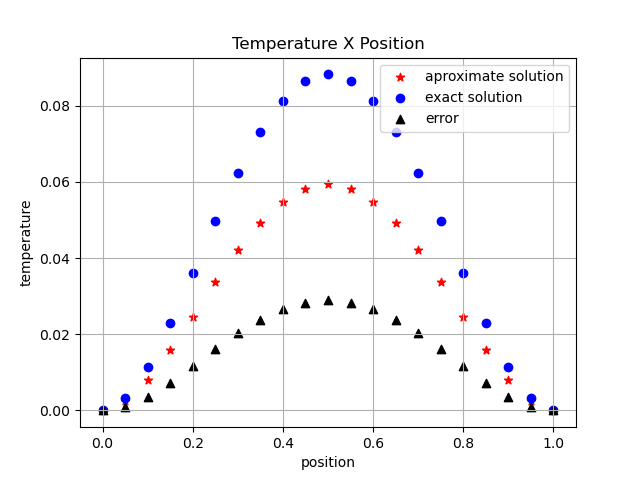 Temperature X Position
aproximate solution
exact solution
error
temperature
0.08
0.06
0.04
0.02
0.00
0.0 0.2 0.4 0.6 0.8 1.0
position